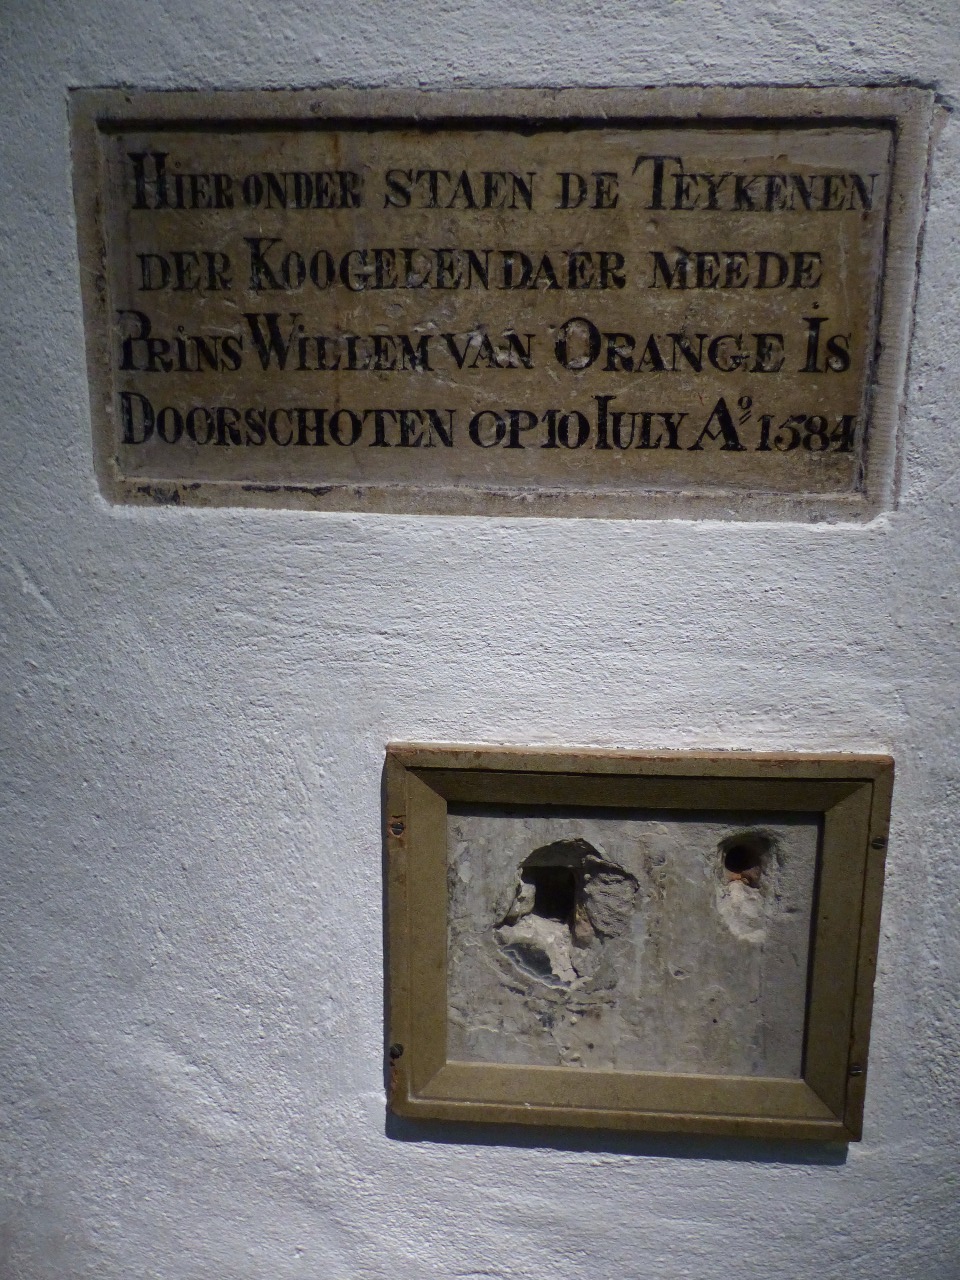 HIER ONDER STAEN DE TEYKENEN
DER KOOGELEN DAER MEEDE
PRINS WILLEM VAN ORANGE IS
DOORSCHOTEN OP 10 IULY Aº 1584